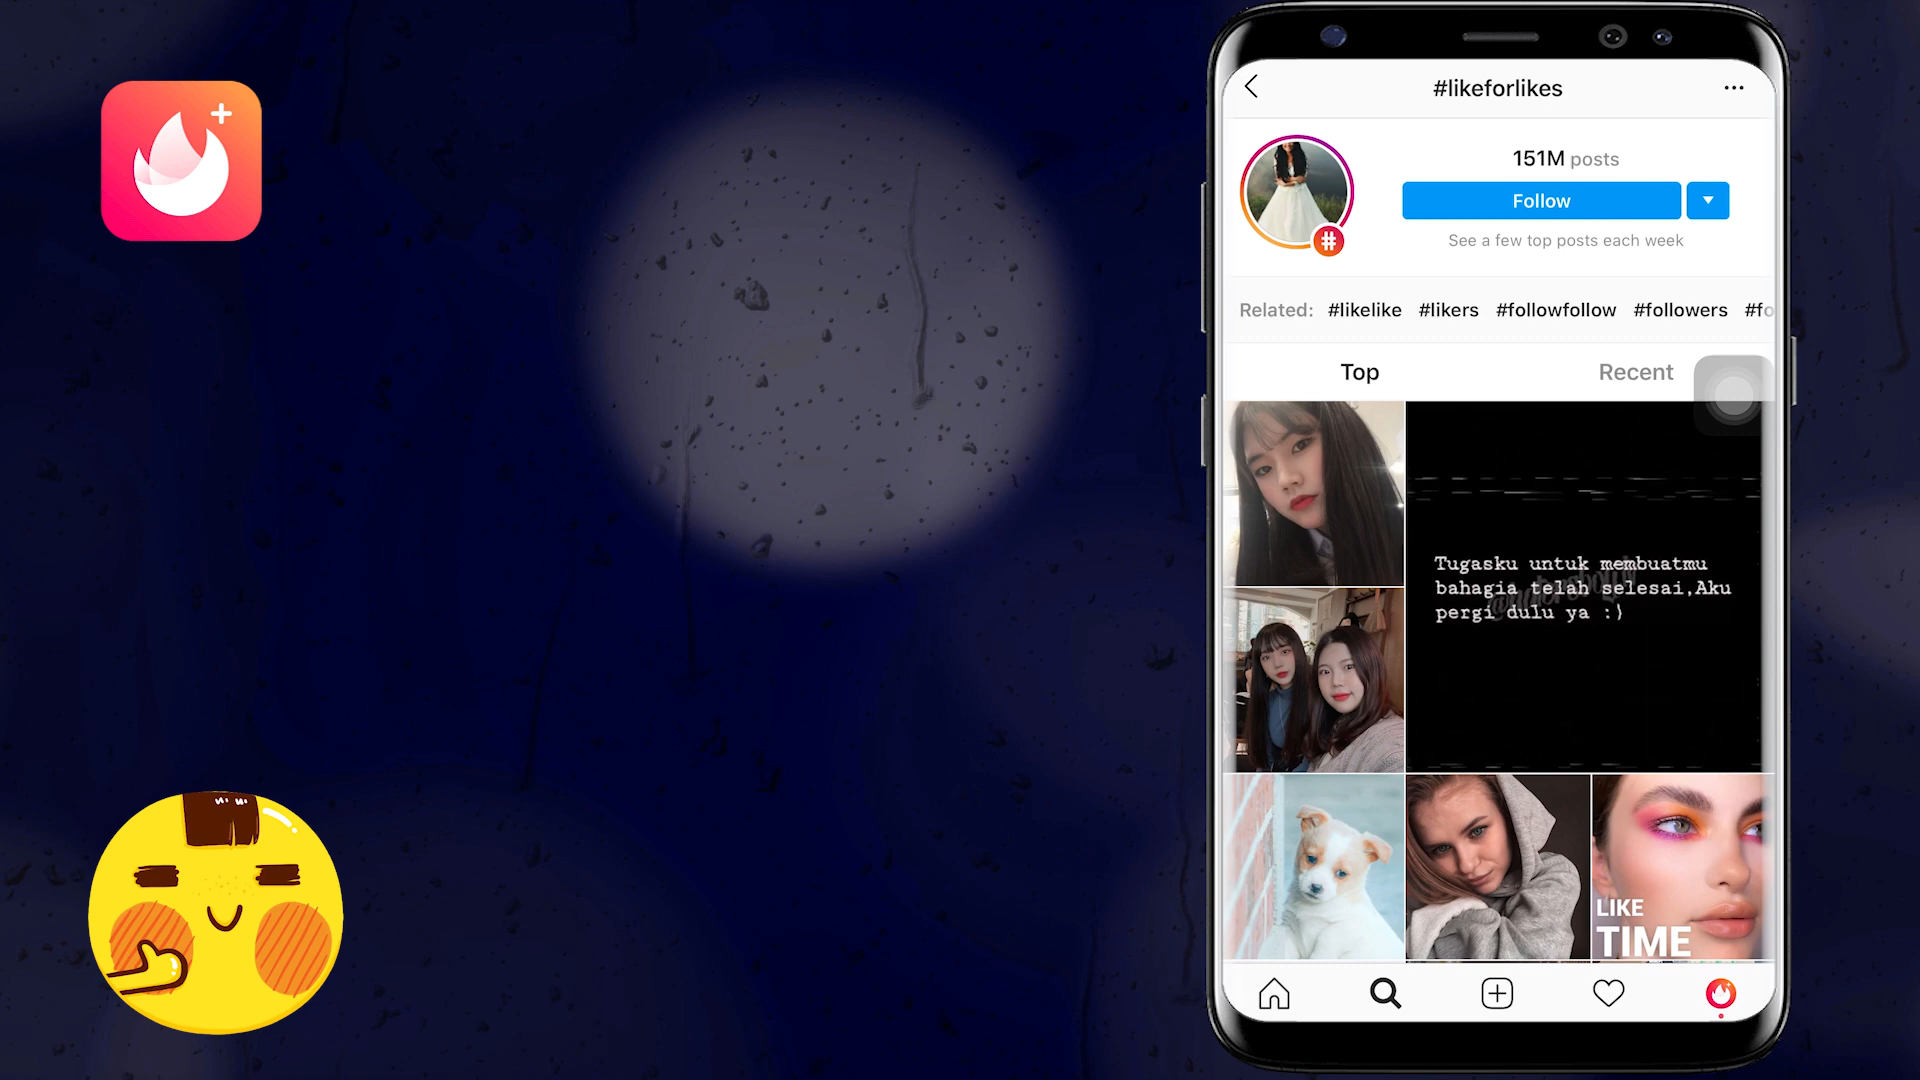 #likeforlikes
151M posts
Follow
See a few top posts each week
Related: #likelike #likers #followfollow #followers #fo
Top Recent
Tugasku untuk membuatmu
bahagia telah selesai,Aku
pergi dulu ya :)
LIKE
TIME